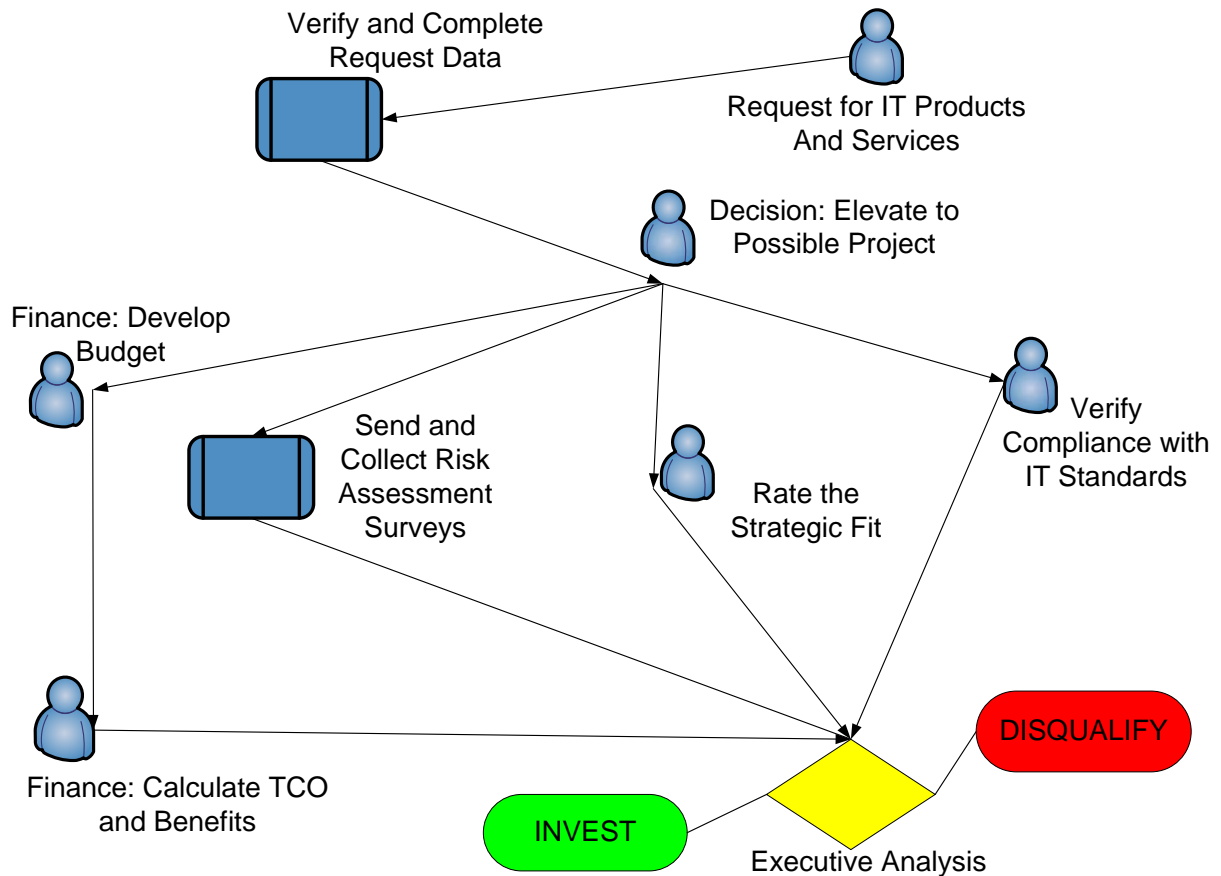 Verify and Complete
Request Data
Request for IT Products
And Services
Decision: Elevate to
Possible Project
Finance: Develop
Budget
Send and
Collect Risk
Assessment
Surveys
Rate the
Strategic Fit
Verify
Compliance with
IT Standards
Finance: Calculate TCO
and Benefits
DISQUALIFY
INVEST
Executive Analysis